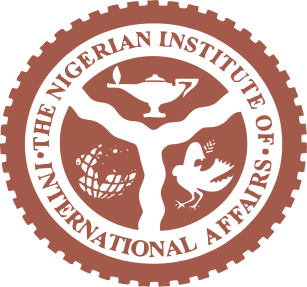 THE NIGERIAN INSTITUTE OF
INTERNATIONAL AFFAIRS